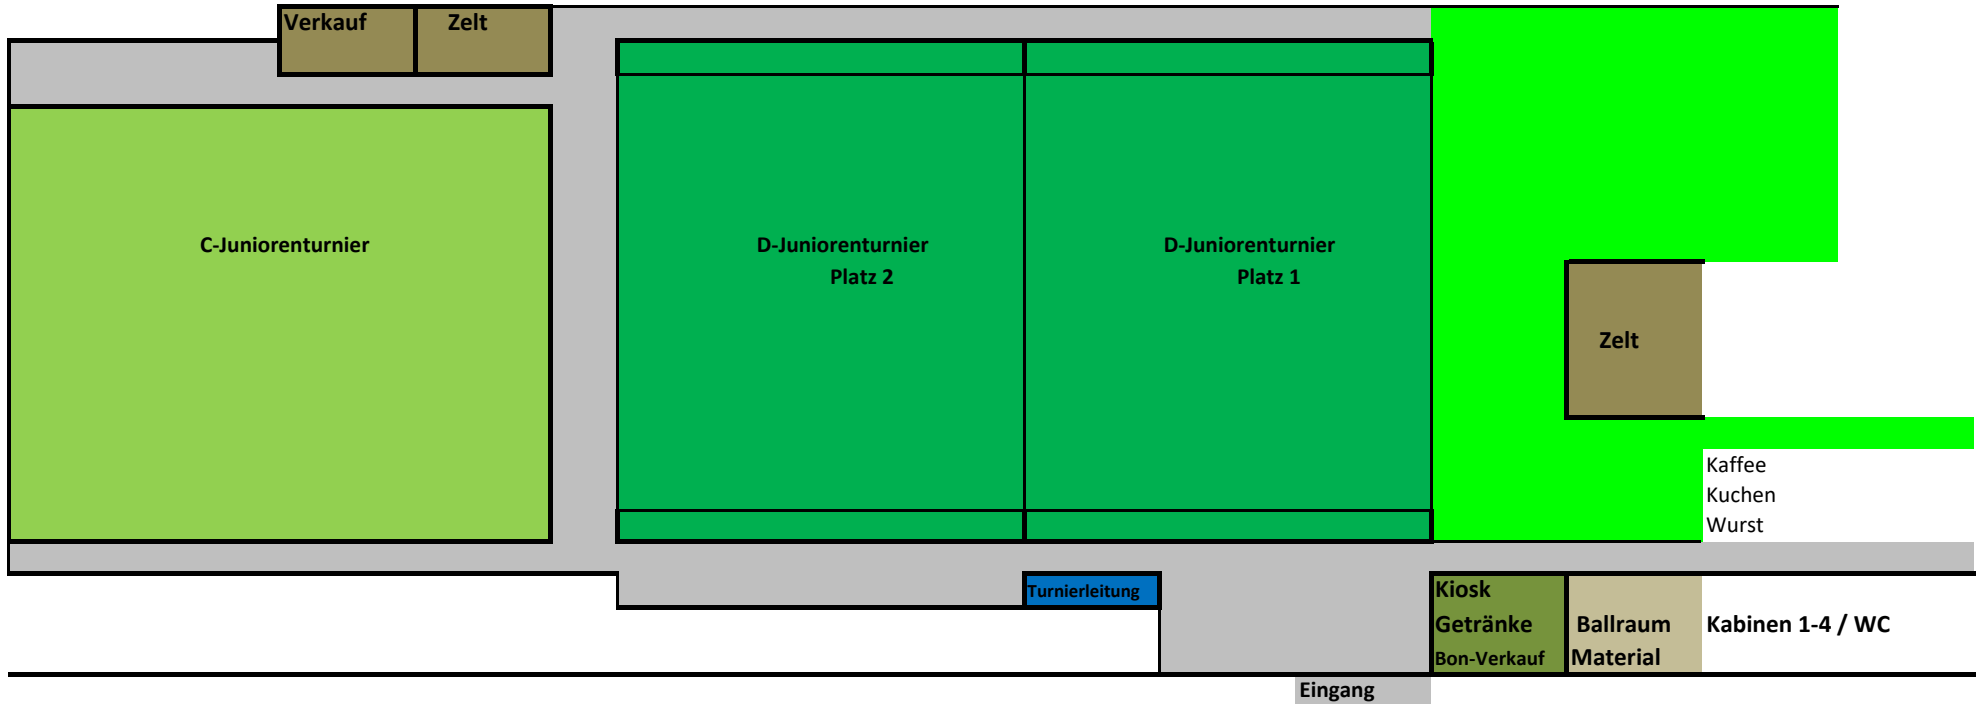 Verkauf Zelt
C-Juniorenturnier D-Juniorenturnier D-Juniorenturnier
Platz 2 Platz 1
Zelt
Kaffee
Kuchen
Wurst
Turnierleitung Kiosk
Getränke Ballraum Kabinen 1-4 / WC
Bon-Verkauf Material
Eingang